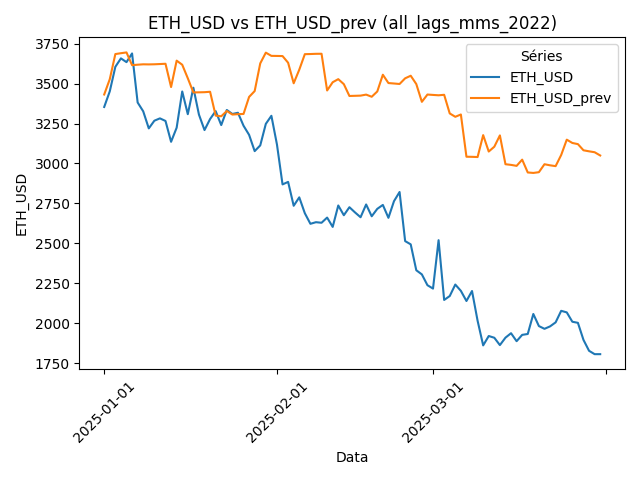 ETH_USD vs ETH_USD_prev (all_lags_mms_2022)
Séries
ETH_USD
ETH_USD_prev
ETH_USD
3750
3500
3250
3000
2750
2500
2250
2000
1750
2025-01-01
2025-02-01
2025-03-01
Data